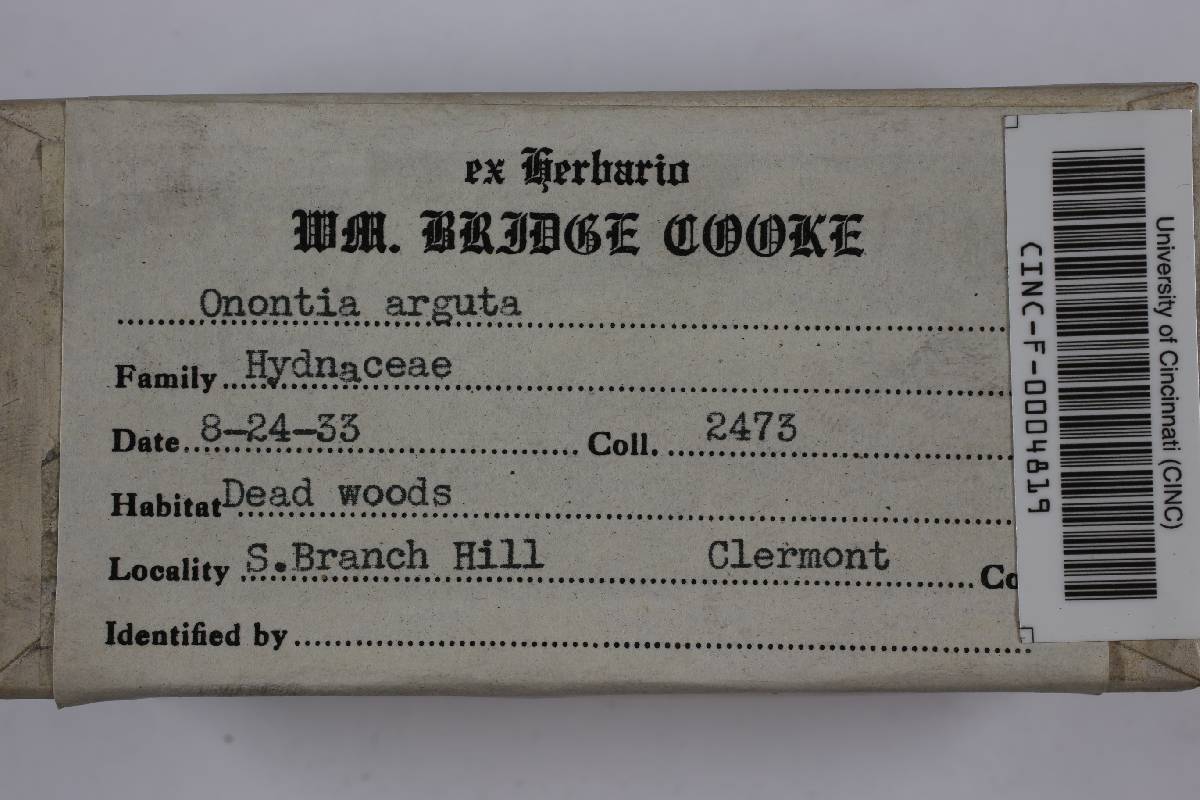 ex Herbario
WM. BRIDGE COOKE
Onontia arguta
Family Hydnaceae
Date 8-24-33 Coll. 2473
Habitat Dead woods
Locality S.Branch Hill Clermont Co
Identified by
University of Cincinnati (CINC)
CINC-F-0004819